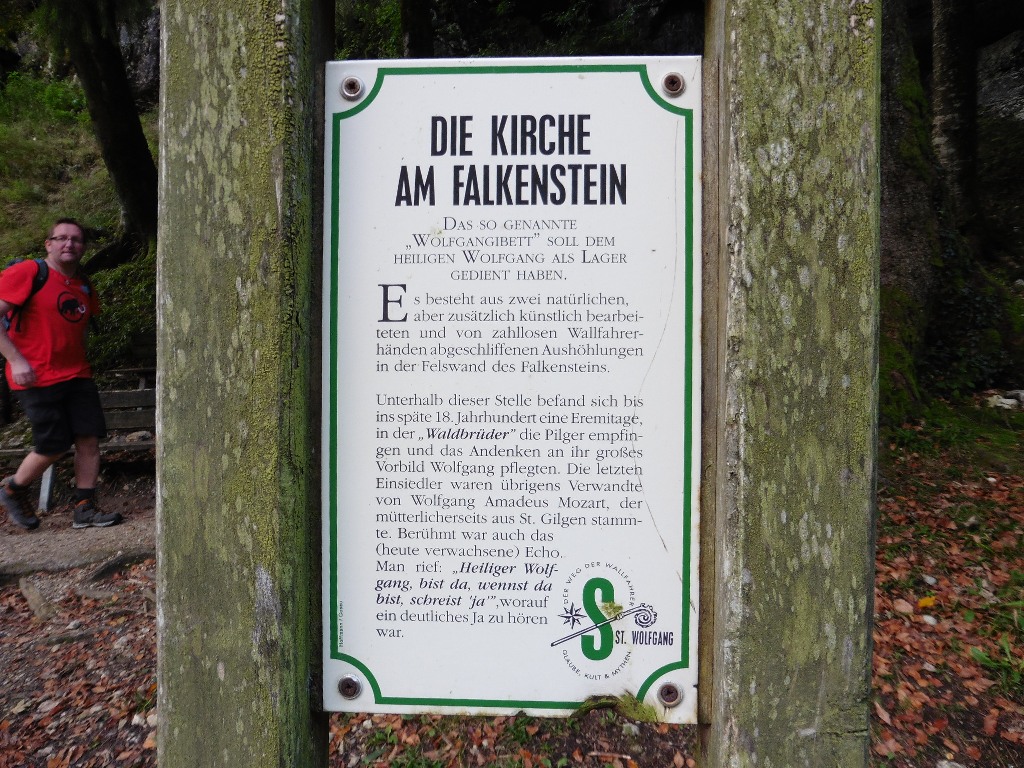 DIE KIRCHE
AM FALKENSTEIN
DAS SO GENANNTE
„WOLFGANGIBETT” SOLL DEM
HEILIGEN WOLFGANG ALS LAGER
GEDIENT HABEN.
Es besteht aus zwei natürlichen,
aber zusätzlich künstlich bearbei-
teten und von zahllosen Wallfahrer-
händen abgeschliffenen Aushöhlungen
in der Felswand des Falkensteins.
Unterhalb dieser Stelle befand sich bis
ins späte 18. Jahrhundert eine Eremitage,
in der „Waldbrüder” die Pilger empfin-
gen und das Andenken an ihr großes
Vorbild Wolfgang pflegten. Die letzten
Einsiedler waren übrigens Verwandte
von Wolfgang Amadeus Mozart, der
mütterlicherseits aus St. Gilgen stamm-
te. Berühmt war auch das
(heute verwachsene) Echo.
Man rief: „Heiliger Wolf-
gang, bist da, wennst da
bist, schreist 'ja'”, worauf
ein deutliches Ja zu hören
war.
DER WEG DER WALLFAHRER
S
ST. WOLFGANG
GLAUBE, KULT & MYTHEN